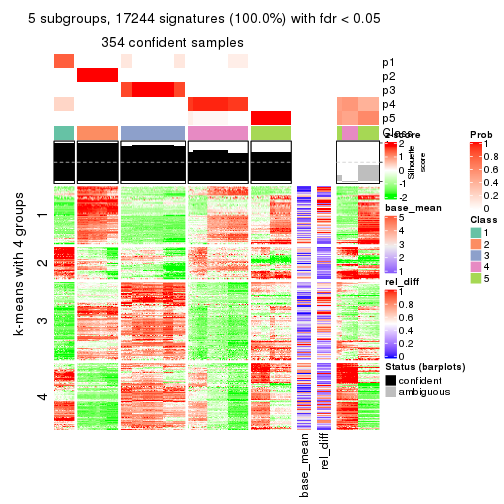 5 subgroups, 17244 signatures (100.0%) with fdr < 0.05
354 confident samples
p1
p2
p3
p4
p5
Class
Silhouette score
k-means with 4 groups
1
2
3
4
base_mean
rel_diff
z-score
2
1
0
-1
-2
base_mean
5
4
3
2
1
rel_diff
1
0.8
0.6
0.4
0.2
0
Status (barplots)
confident
ambiguous
Prob
1
0.8
0.6
0.4
0.2
0
Class
1
2
3
4
5